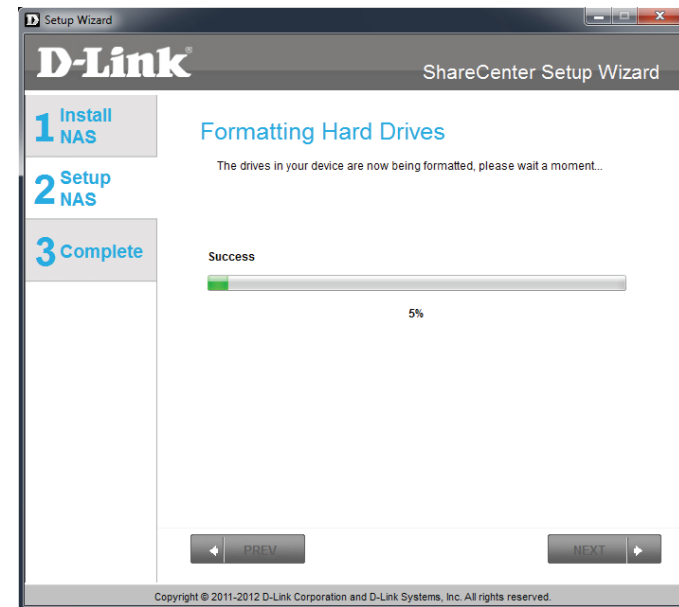 Setup Wizard
D-Link®
ShareCenter Setup Wizard
1 Install
NAS
2 Setup
NAS
3 Complete
Formatting Hard Drives
The drives in your device are now being formatted, please wait a moment...
Success
5%
PREV
NEXT
Copyright © 2011-2012 D-Link Corporation and D-Link Systems, Inc. All rights reserved.